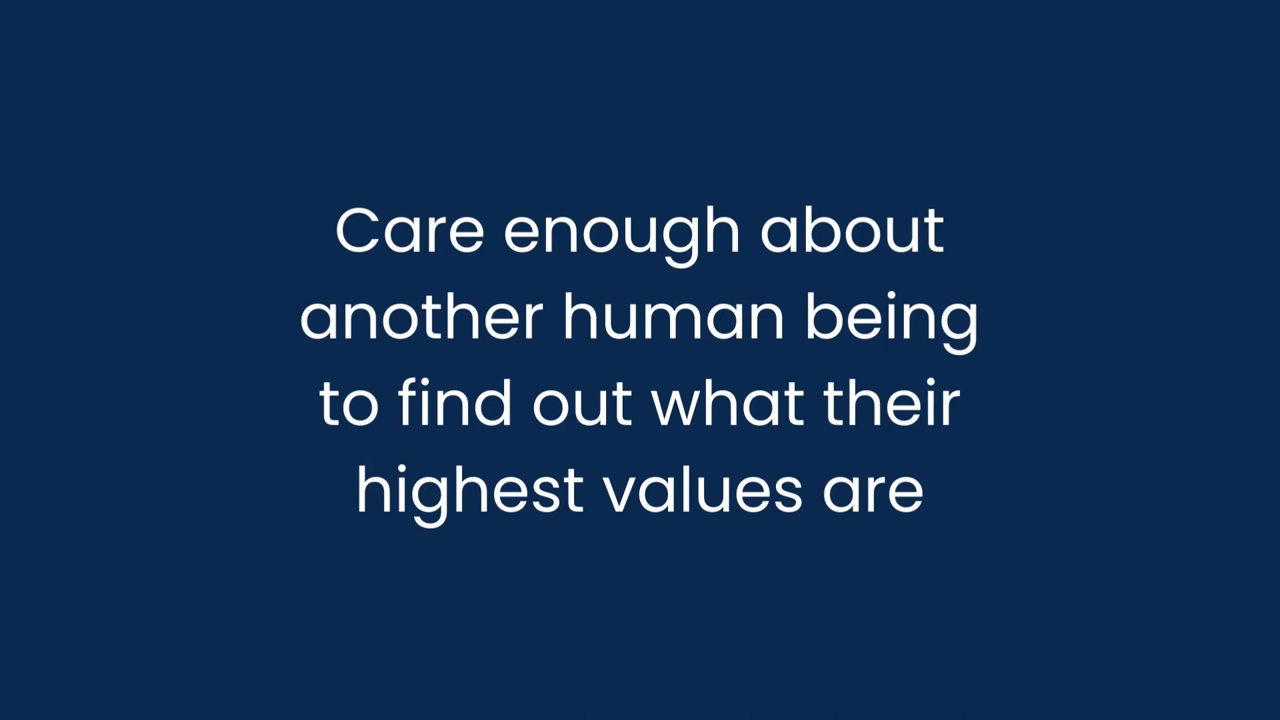 Care enough about
another human being
to find out what their
highest values are